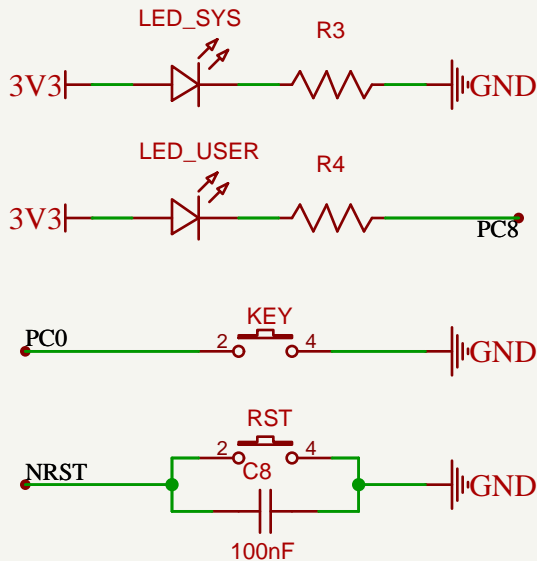 LED_SYS
R3
3V3
GND
LED_USER
R4
3V3
PC8
KEY
PC0
2
4
GND
RST
2
4
NRST
C8
GND
100nF